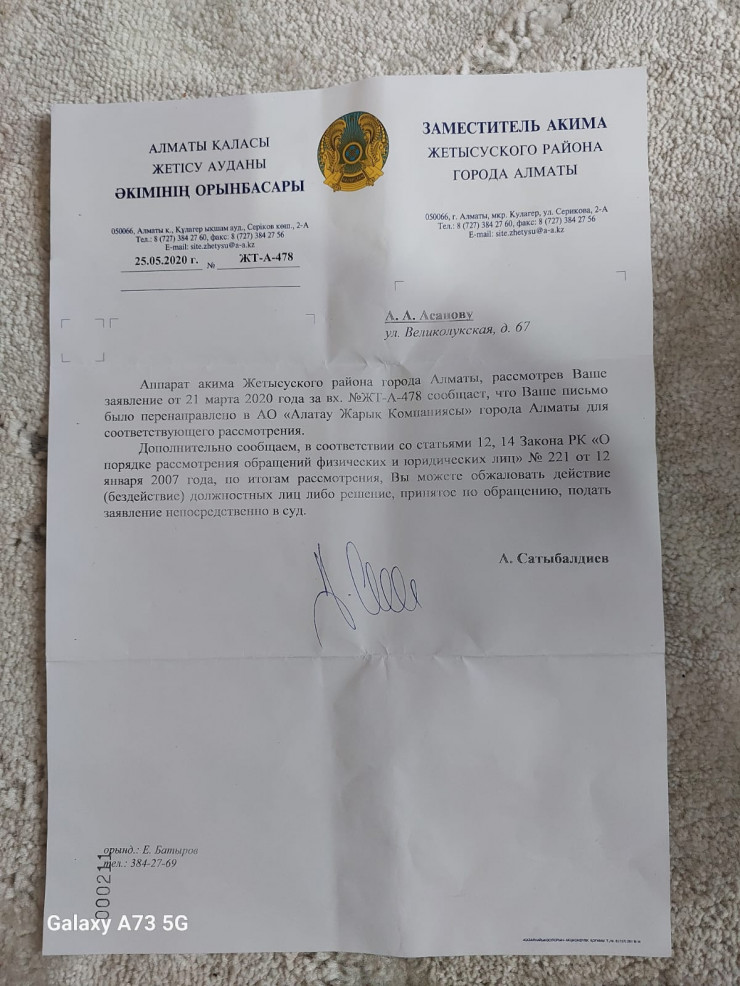 АЛМАТЫ ҚАЛАСЫ
ЖЕТІСУ АУДАНЫ
ӘКІМІНІҢ ОРЫНБАСАРЫ
050066, Алматы қ., Құлагер ықшам ауд., Серіков көш., 2-А
Тел.: 8 (727) 384 27 60, факс: 8 (727) 384 27 56
E-mail: site.zhetysu@a-a.kz
25.05.2020 г. № ЖТ-А-478
ЗАМЕСТИТЕЛЬ АКИМА
ЖЕТЫСУСКОГО РАЙОНА
ГОРОДА АЛМАТЫ
050066, г. Алматы, мкр. Кулагер, ул. Серикова, 2-А
Тел.: 8 (727) 384 27 60, факс: 8 (727) 384 27 56
E-mail: site.zhetysu@a-a.kz
А. А. Асанову
ул. Великолукская, д. 67
Аппарат акима Жетысуского района города Алматы, рассмотрев Ваше
заявление от 21 марта 2020 года за вх. №ЖТ-А-478 сообщает, что Ваше письмо
было перенаправлено в АО «Алатау Жарық Компаниясы» города Алматы для
соответствующего рассмотрения.
Дополнительно сообщаем, в соответствии со статьями 12, 14 Закона РК «О
порядке рассмотрения обращений физических и юридических лиц» № 221 от 12
января 2007 года, по итогам рассмотрения, Вы можете обжаловать действие
(бездействие) должностных лиц либо решение, принятое по обращению, подать
заявление непосредственно в суд.
А. Сатыбалдиев
орынд.: Е. Батыров
тел.: 384-27-69
000211
Galaxy A73 5G